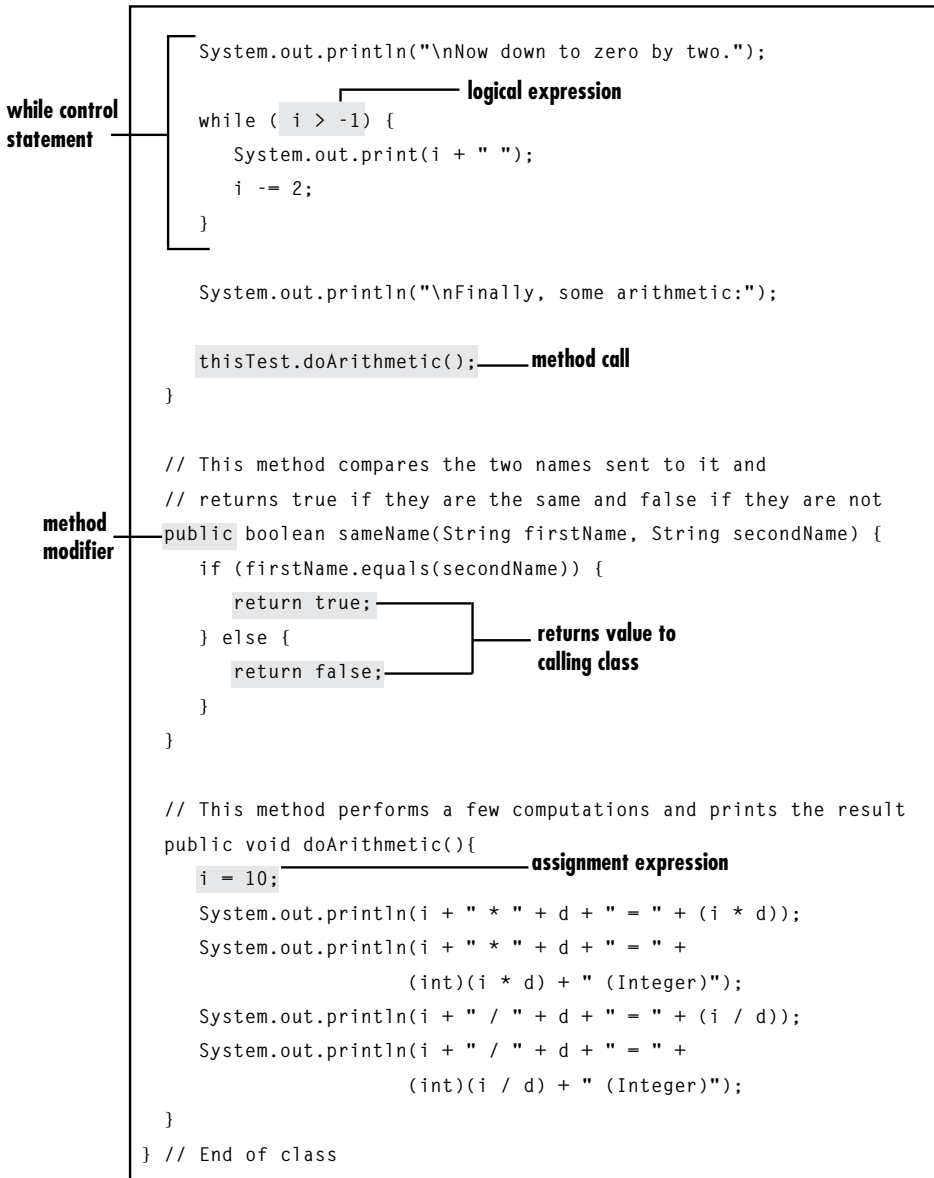 System.out.println("\nNow down to zero by two.");
logical expression
while control
statement
while ( i > -1) {
System.out.print(i + " ");
i -= 2;
}
System.out.println("\nFinally, some arithmetic:");
thisTest.doArithmetic();
method call
}
// This method compares the two names sent to it and
// returns true if they are the same and false if they are not
method
modifier
public boolean sameName(String firstName, String secondName) {
if (firstName.equals(secondName)) {
return true;
} else {
returns value to
calling class
return false;
}
}
// This method performs a few computations and prints the result
public void doArithmetic(){
assignment expression
i = 10;
System.out.println(i + " * " + d + " = " + (i * d));
System.out.println(i + " * " + d + " = " +
(int)(i * d) + " (Integer)");
System.out.println(i + " / " + d + " = " + (i / d));
System.out.println(i + " / " + d + " = " +
(int)(i / d) + " (Integer)");
}
} // End of class